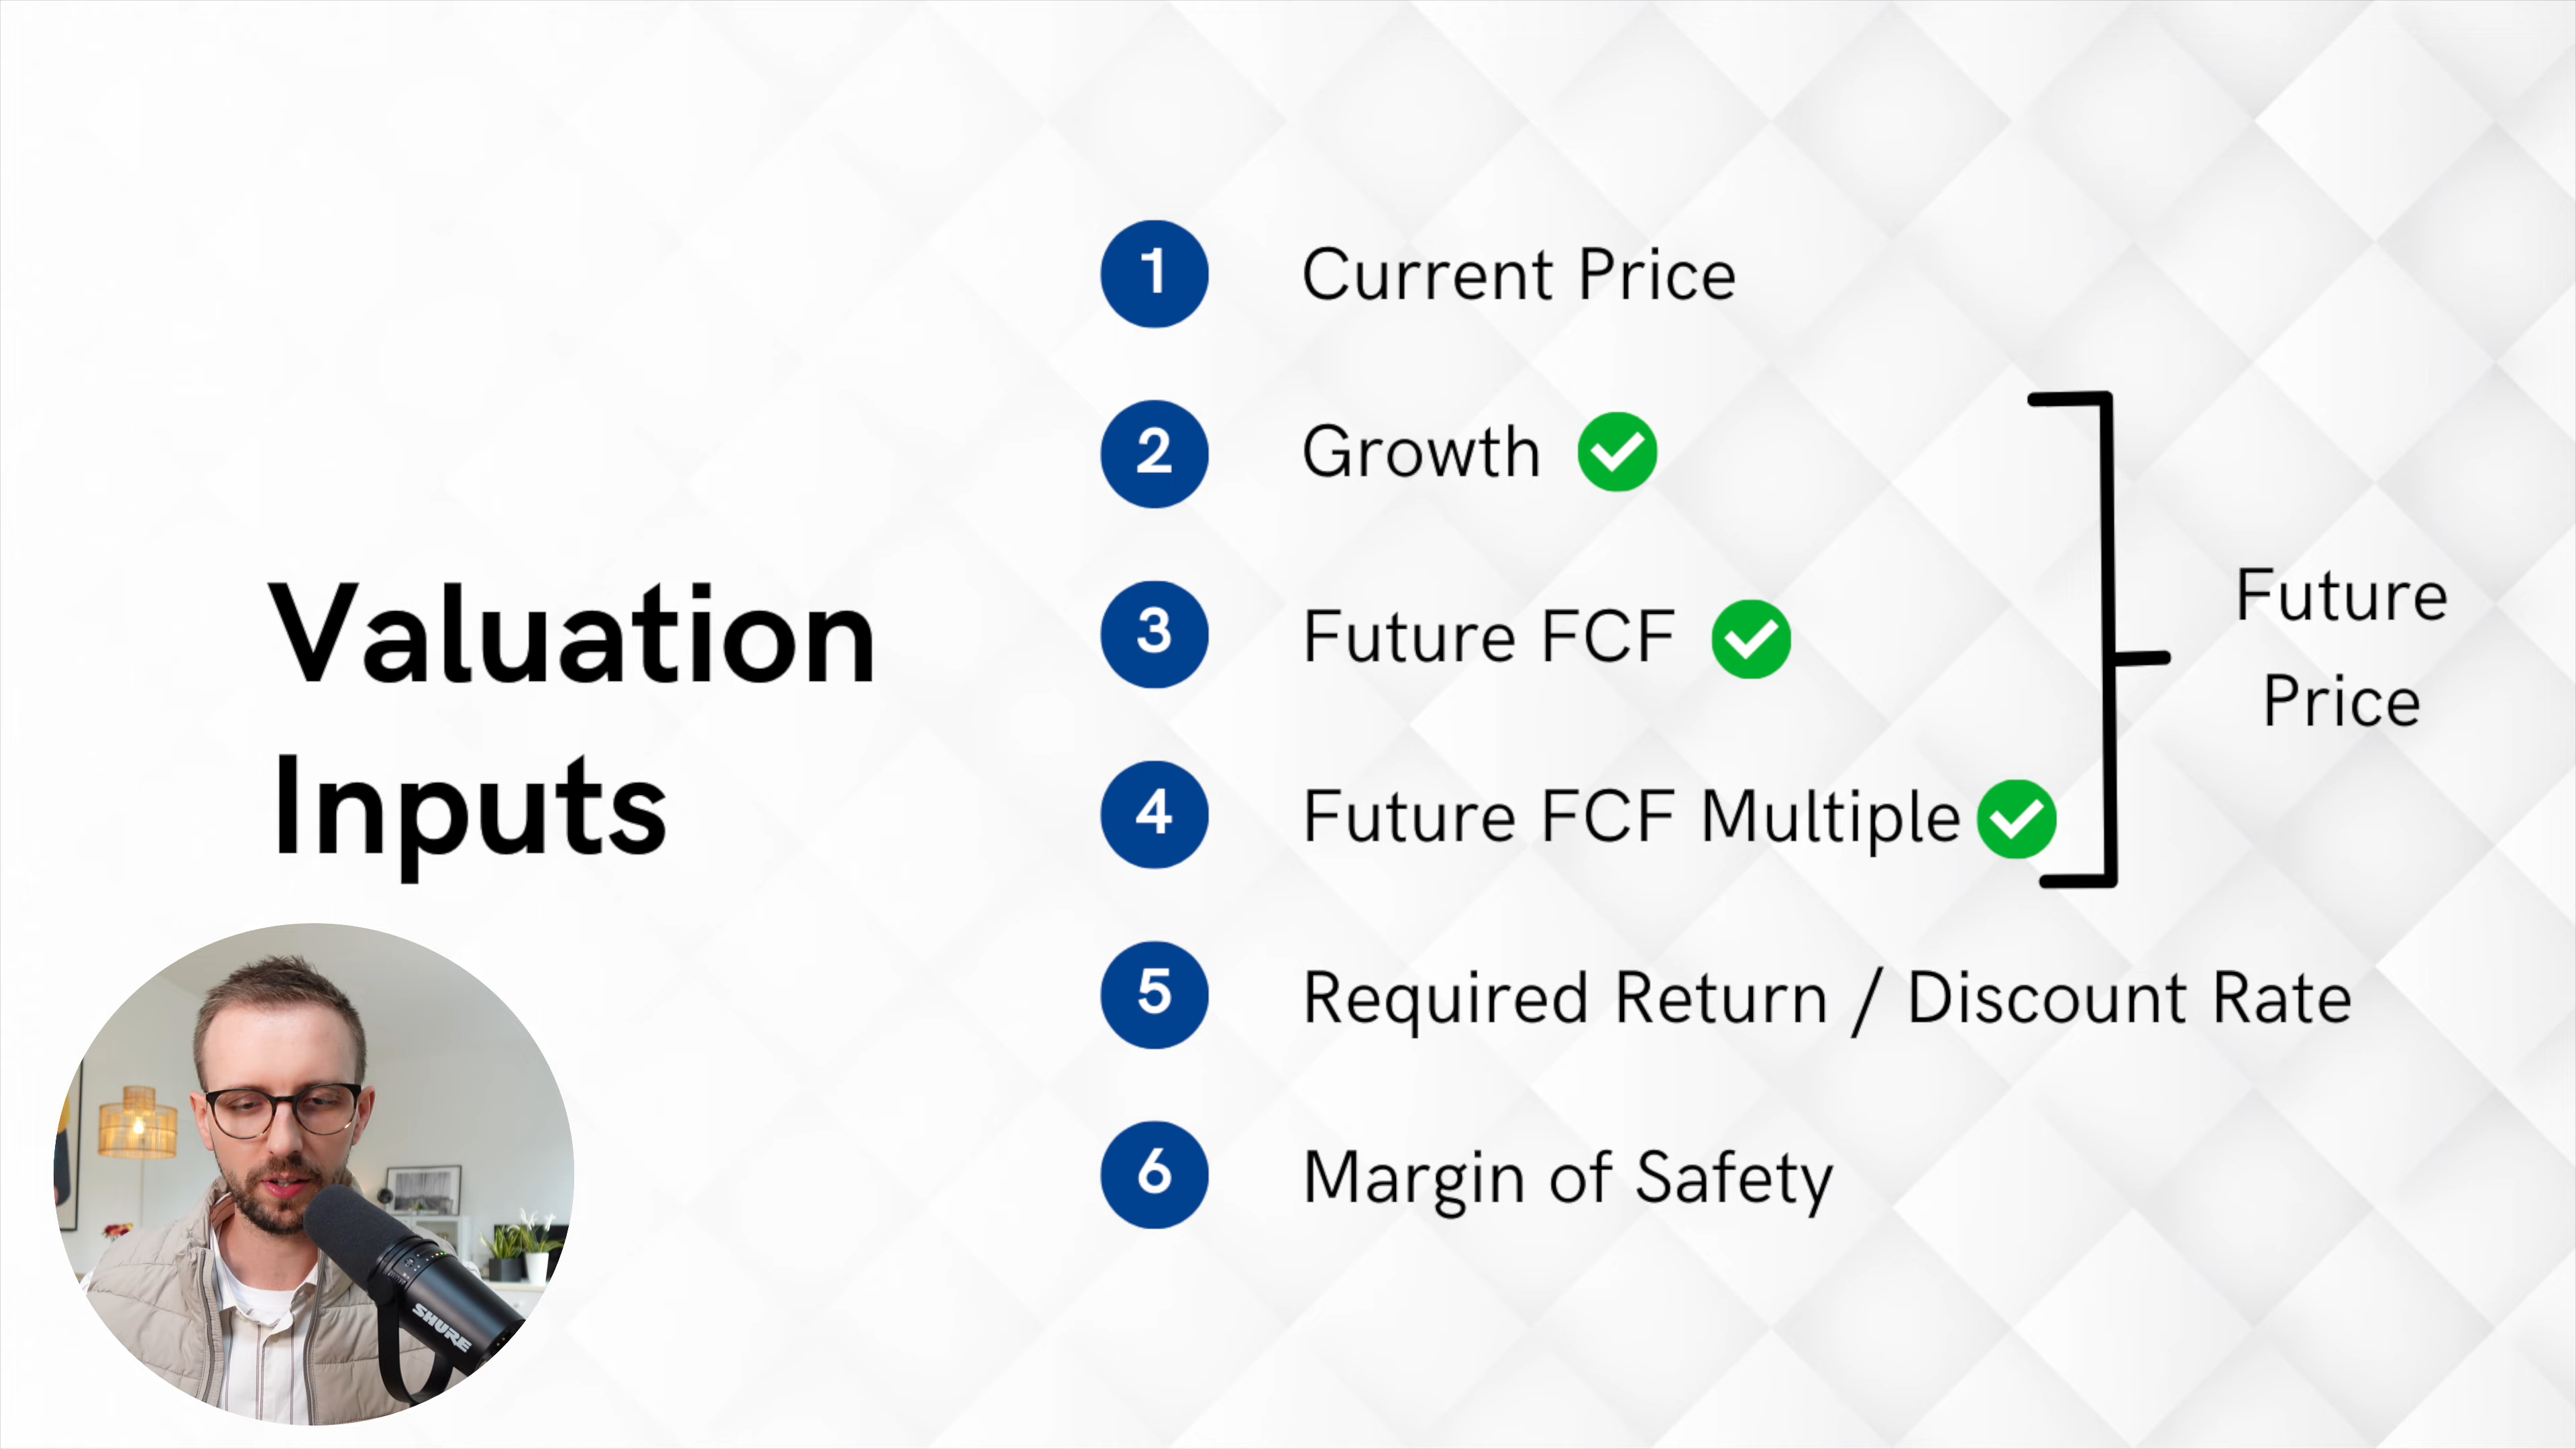 Valuation
Inputs
1 Current Price
2 Growth
3 Future FCF
4 Future FCF Multiple
5 Required Return / Discount Rate
6 Margin of Safety
Future
Price
SHURE